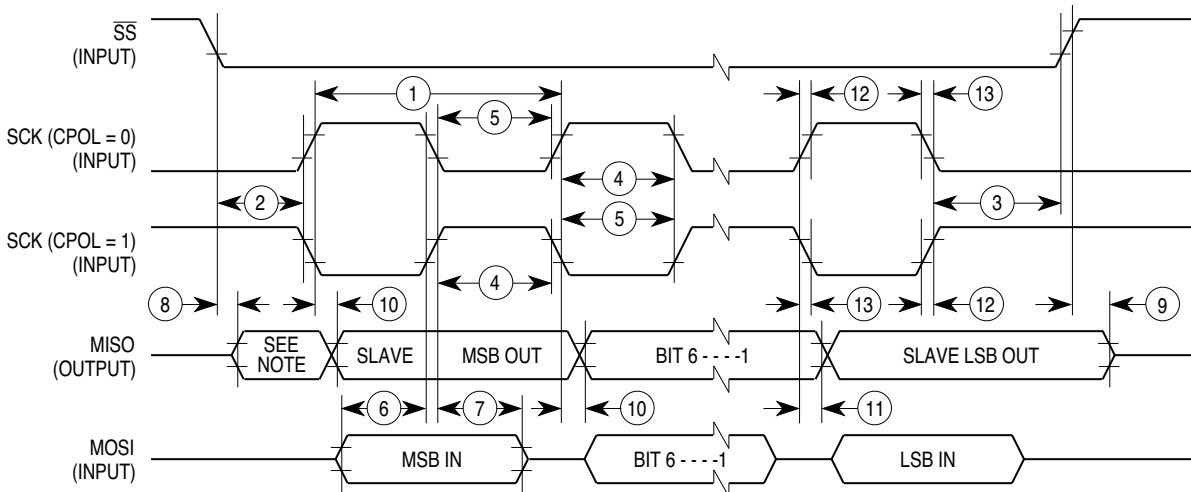 SS
(INPUT)
1
12
13
5
SCK (CPOL = 0)
(INPUT)
4
2
3
5
SCK (CPOL = 1)
(INPUT)
4
8
10
13
12
9
MISO
(OUTPUT)
SEE
NOTE
SLAVE
MSB OUT
BIT 6 - - - -1
SLAVE LSB OUT
6
7
10
11
MOSI
(INPUT)
MSB IN
BIT 6 - - - -1
LSB IN